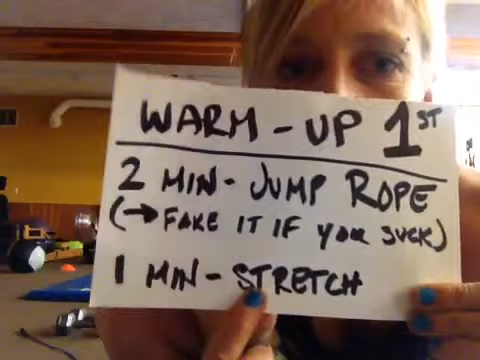 WARM-UP 1ST
2 MIN- JUMP ROPE
(→ FAKE IT IF YOU SUCK)
1 MIN- STRETCH